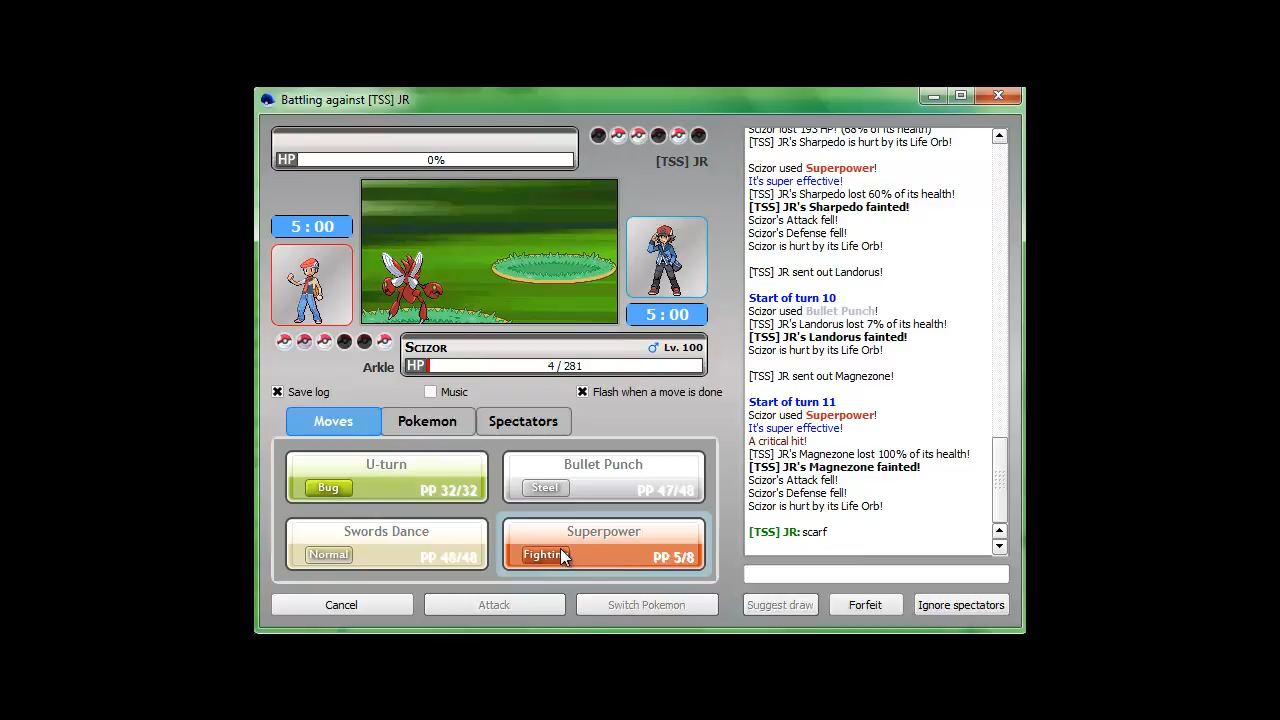 Battling against [TSS] JR
HP 0%
[TSS] JR
5:00
5:00
SCIZOR Lv. 100
HP 4 / 281
Arkle
Save log
Music
Flash when a move is done
Moves
Pokemon
Spectators
U-turn
Bug PP 32/32
Bullet Punch
Steel PP 47/48
Swords Dance
Normal PP 48/48
Superpower
Fightin PP 5/8
Cancel
Attack
Switch Pokemon
Scizor lost 193 HP! (68% of its health)
[TSS] JR's Sharpedo is hurt by its Life Orb!
Scizor used Superpower!
It's super effective!
[TSS] JR's Sharpedo lost 60% of its health!
[TSS] JR's Sharpedo fainted!
Scizor's Attack fell!
Scizor's Defense fell!
Scizor is hurt by its Life Orb!
[TSS] JR sent out Landorus!
Start of turn 10
Scizor used Bullet Punch!
[TSS] JR's Landorus lost 7% of its health!
[TSS] JR's Landorus fainted!
Scizor is hurt by its Life Orb!
[TSS] JR sent out Magnezone!
Start of turn 11
Scizor used Superpower!
It's super effective!
A critical hit!
[TSS] JR's Magnezone lost 100% of its health!
[TSS] JR's Magnezone fainted!
Scizor's Attack fell!
Scizor's Defense fell!
Scizor is hurt by its Life Orb!
[TSS] JR: scarf
Suggest draw
Forfeit
Ignore spectators